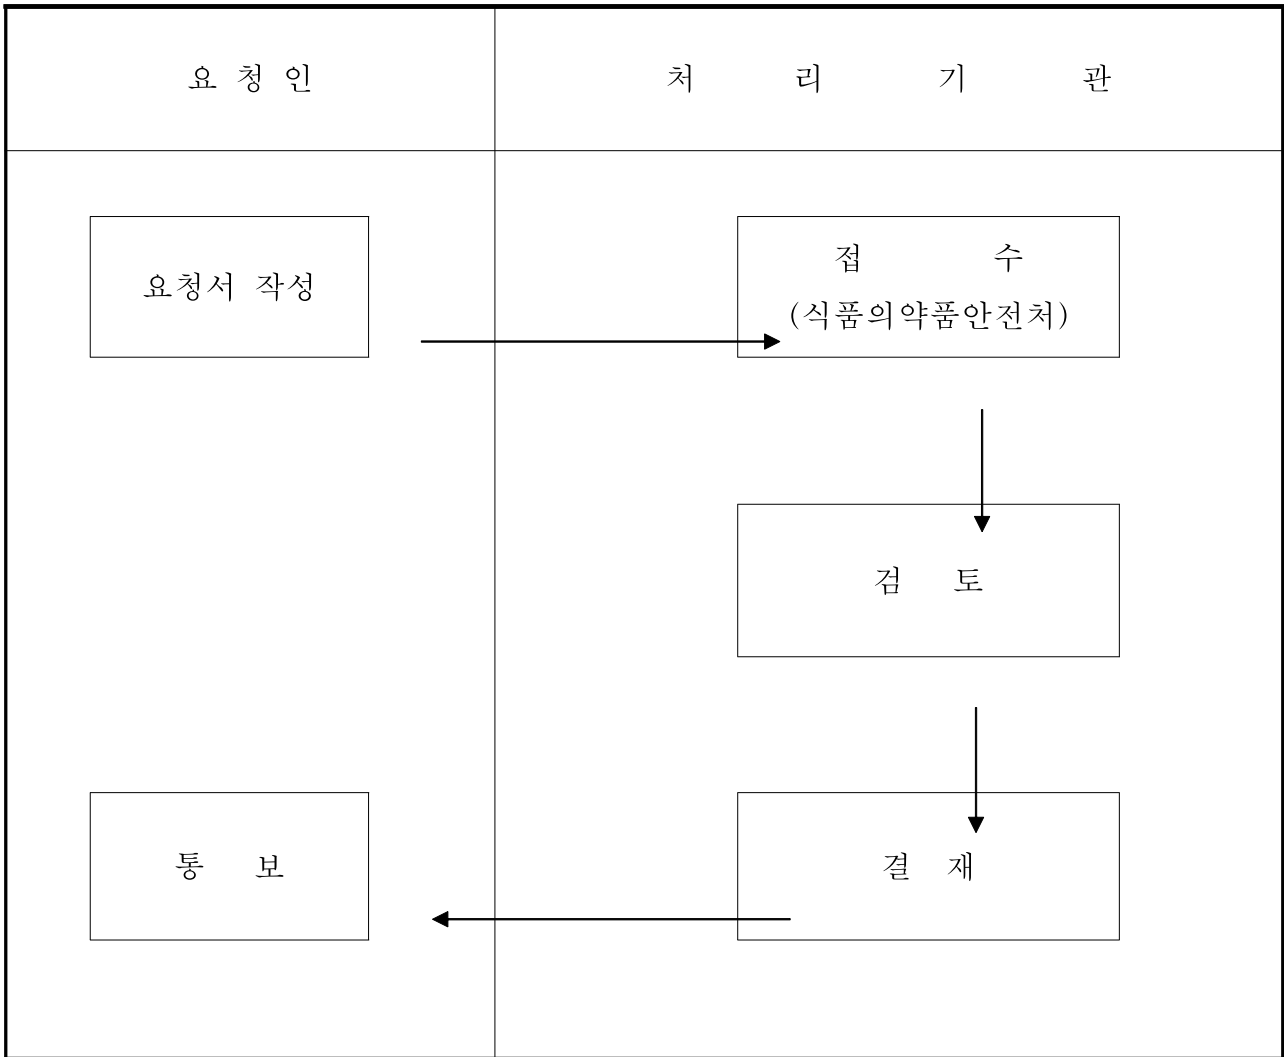 요 청 인
처 리 기 관
요청서 작성
접 수
(식품의약품안전처)
검 토
통 보
결 재